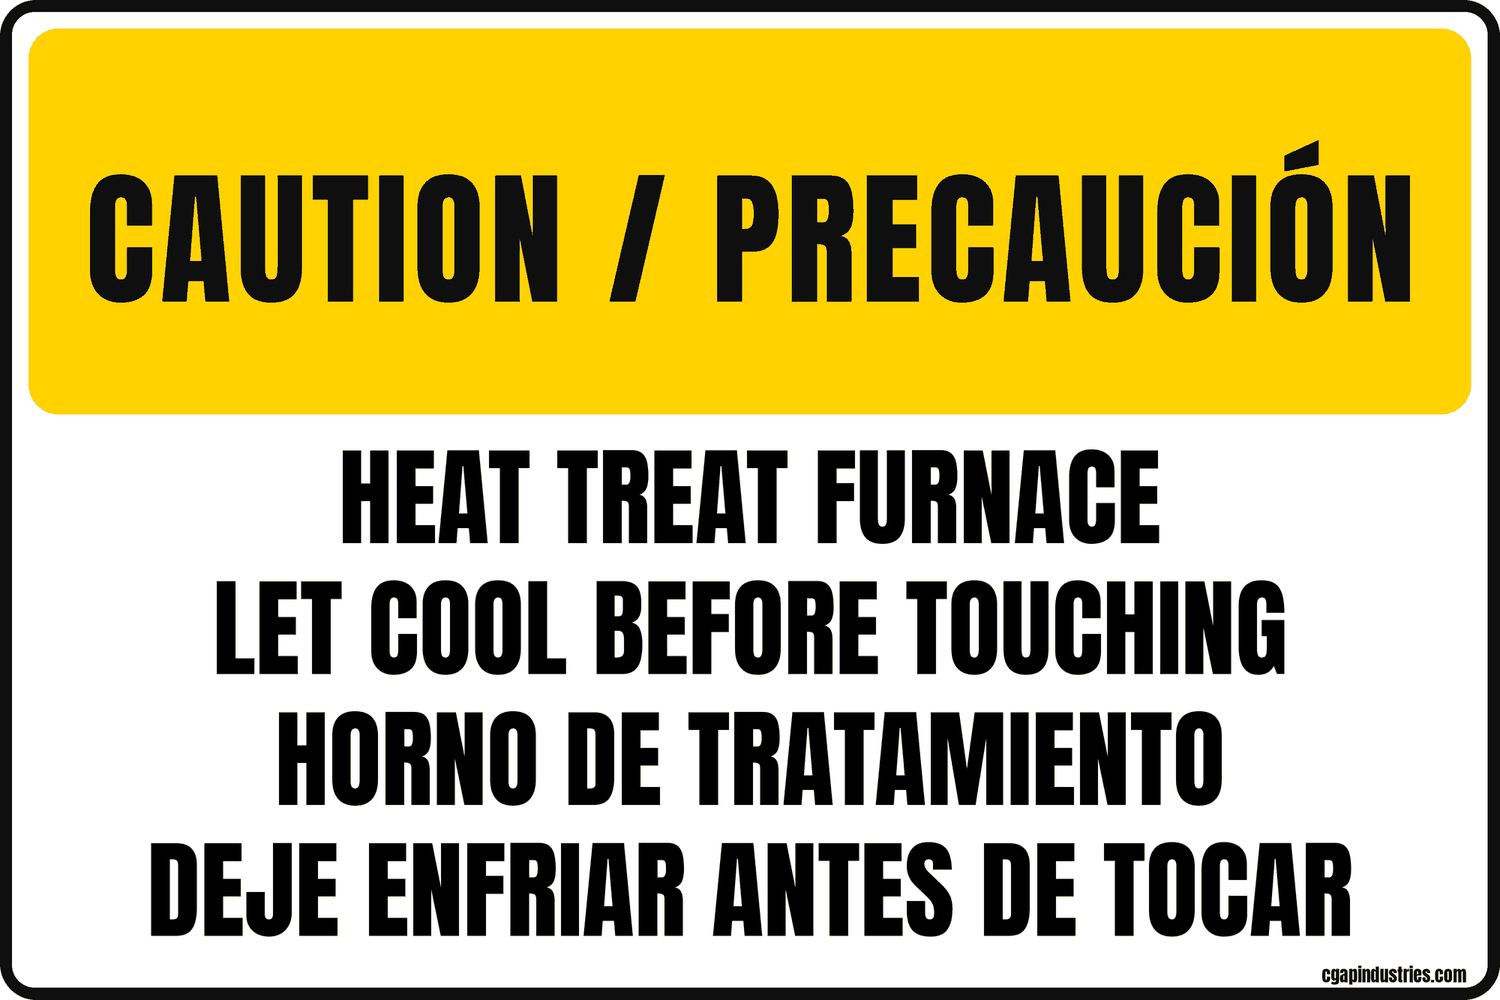 CAUTION / PRECAUCIÓN
HEAT TREAT FURNACE
LET COOL BEFORE TOUCHING
HORNO DE TRATAMIENTO
DEJE ENFRIAR ANTES DE TOCAR
cgapindustries.com